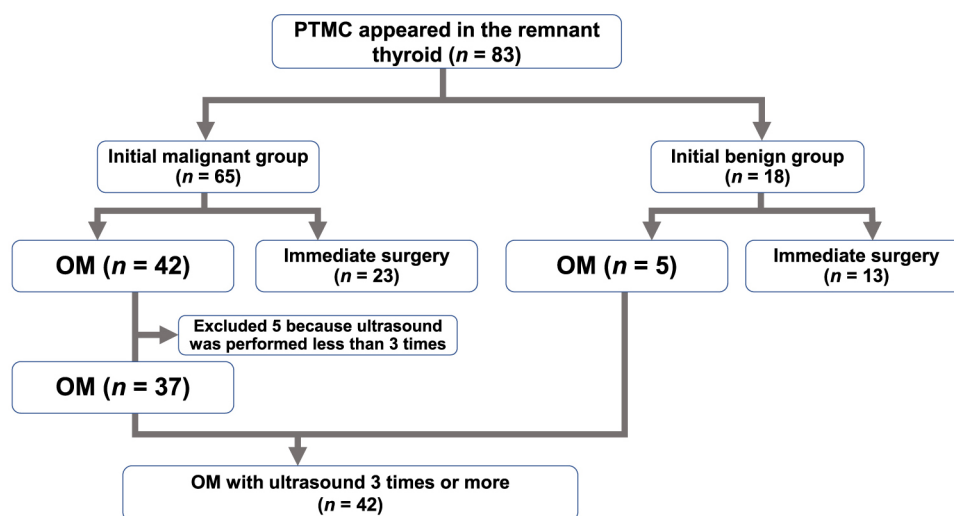 PTMC appeared in the remnant
thyroid (n = 83)
Initial malignant group
(n = 65)
Initial benign group
(n = 18)
OM (n = 42)
Immediate surgery
(n = 23)
OM (n = 5)
Immediate surgery
(n = 13)
Excluded 5 because ultrasound
was performed less than 3 times
OM (n = 37)
OM with ultrasound 3 times or more
(n = 42)